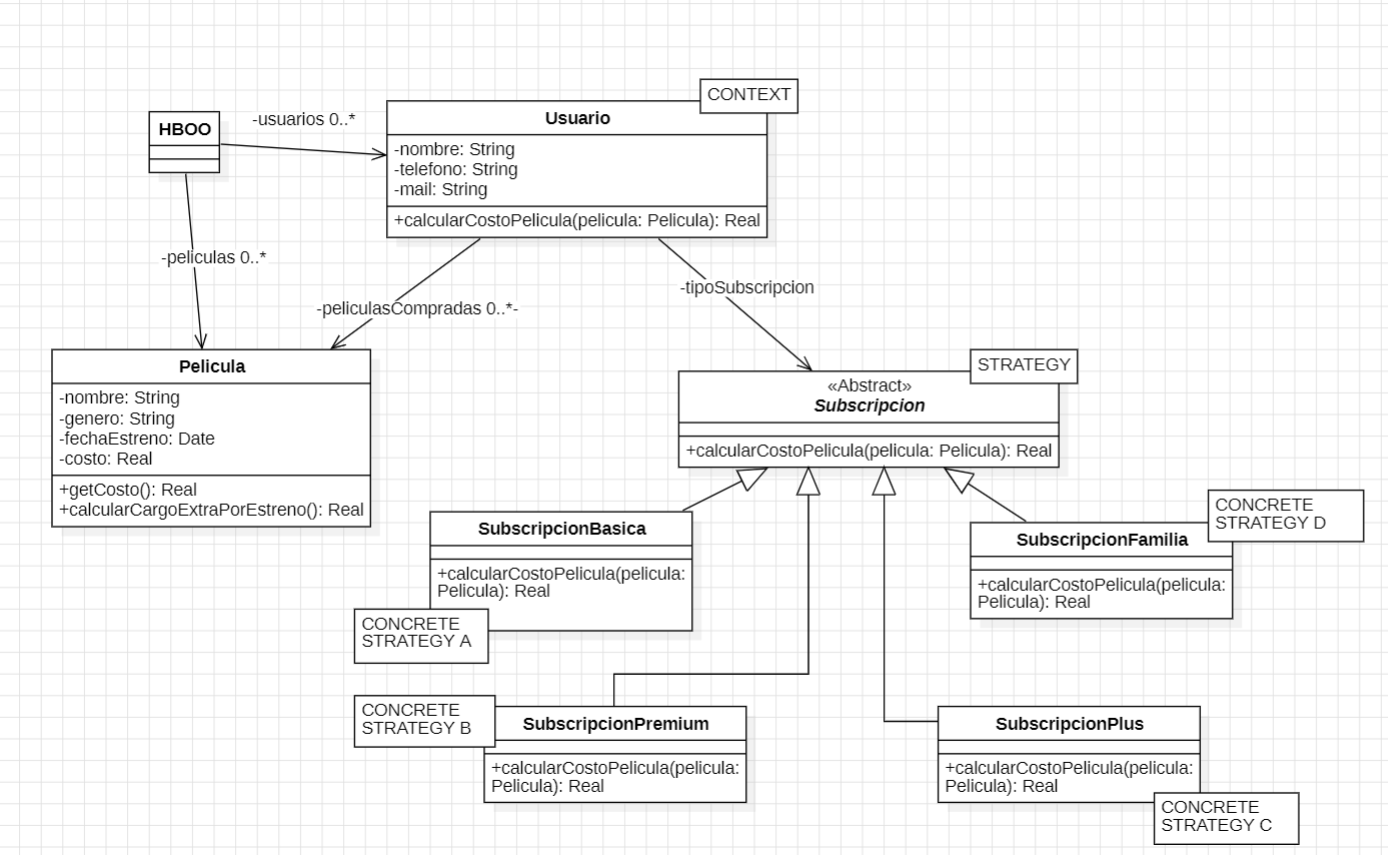 CONTEXT
HBOO
-usuarios 0..*
Usuario
-nombre: String
-telefono: String
-mail: String
+calcularCostoPelicula(pelicula: Pelicula): Real
-peliculas 0..*
-peliculasCompradas 0..*-
-tipoSubscripcion
Pelicula
-nombre: String
-genero: String
-fechaEstreno: Date
-costo: Real
+getCosto(): Real
+calcularCargoExtraPorEstreno(): Real
STRATEGY
«Abstract»
Subscripcion
+calcularCostoPelicula(pelicula: Pelicula): Real
SubscripcionBasica
+calcularCostoPelicula(pelicula:
Pelicula): Real
CONCRETE
STRATEGY A
CONCRETE
STRATEGY D
SubscripcionFamilia
+calcularCostoPelicula(pelicula:
Pelicula): Real
CONCRETE
STRATEGY B
SubscripcionPremium
+calcularCostoPelicula(pelicula:
Pelicula): Real
SubscripcionPlus
+calcularCostoPelicula(pelicula:
Pelicula): Real
CONCRETE
STRATEGY C